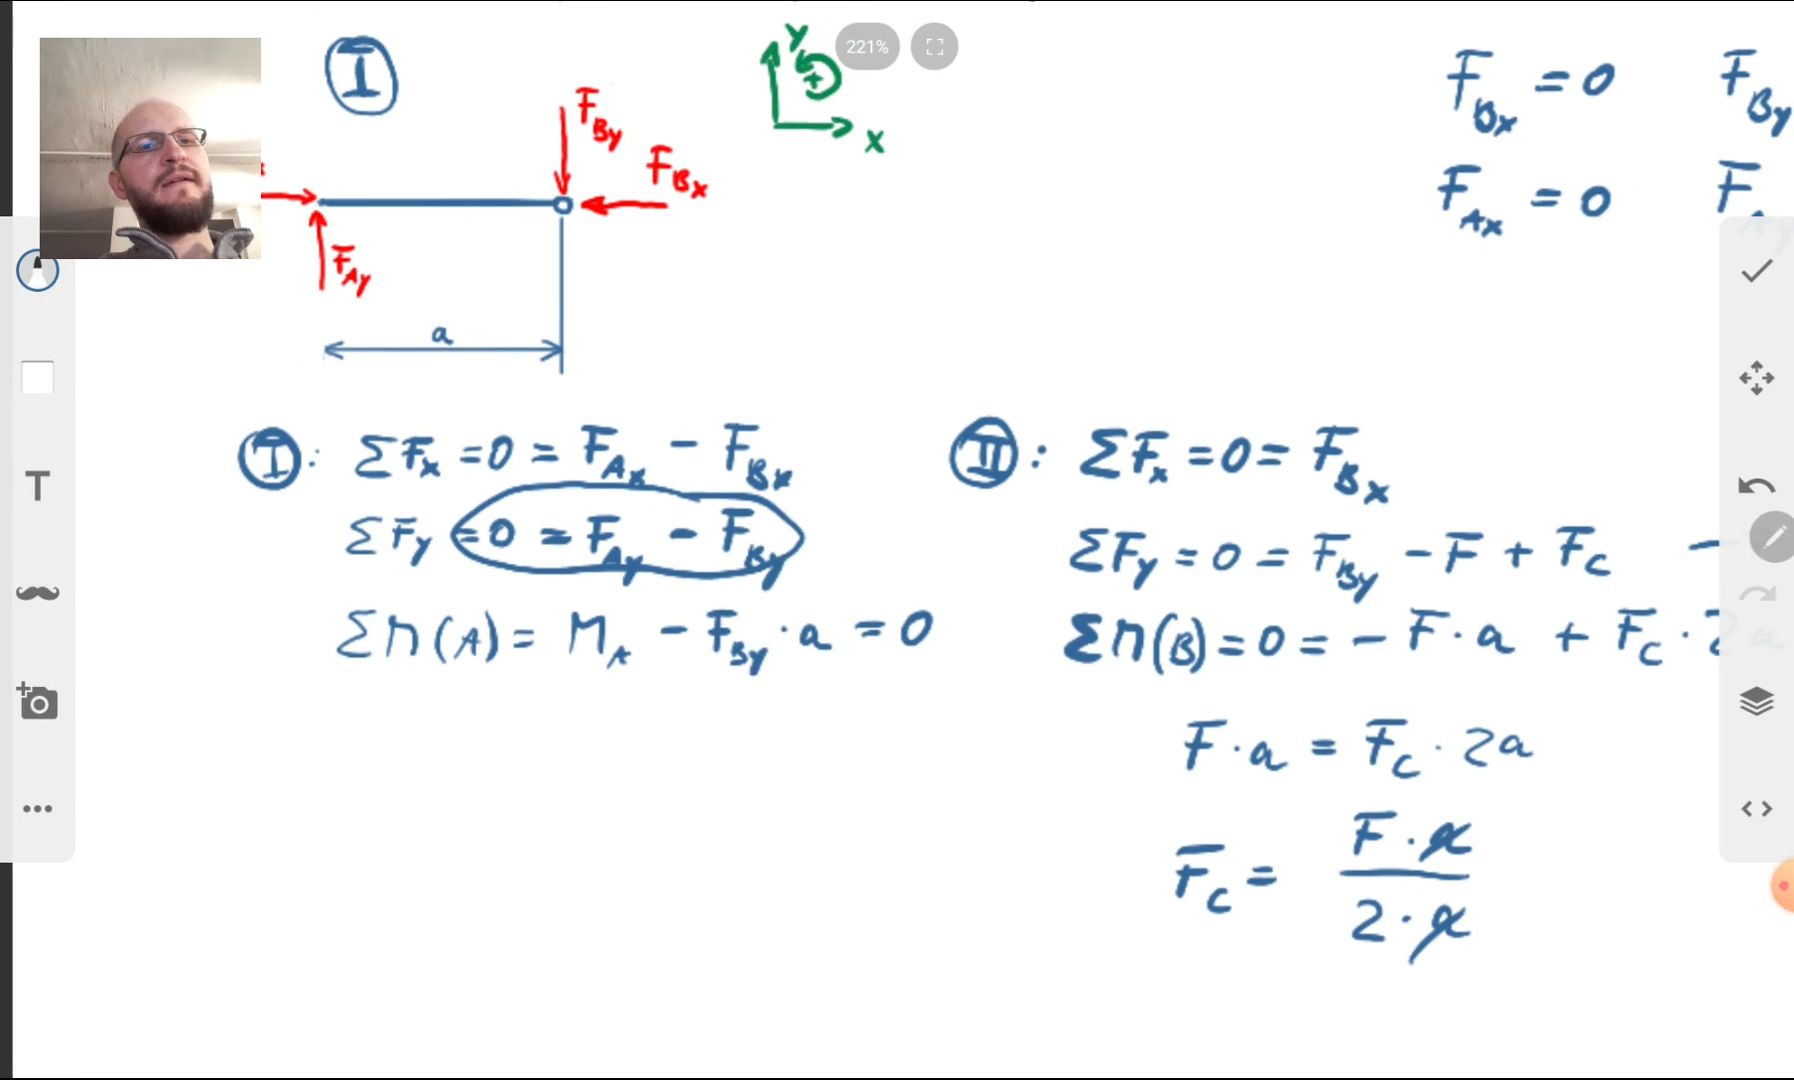 I
Y
X
221%
F_By
F_Bx
F_Ay
a
F_Bx = 0 F_By
F_Ax = 0 F
I: ΣF_x = 0 = F_Ax - F_Bx
ΣF_y = 0 = F_Ay - F_By
ΣM(A) = M_A - F_By · a = 0
II: ΣF_x = 0 = F_Bx
ΣF_y = 0 = F_By - F + F_C
ΣM(B) = 0 = - F · a + F_C · 2a
F · a = F_C · 2a
F_C = F · a
2 · a
T